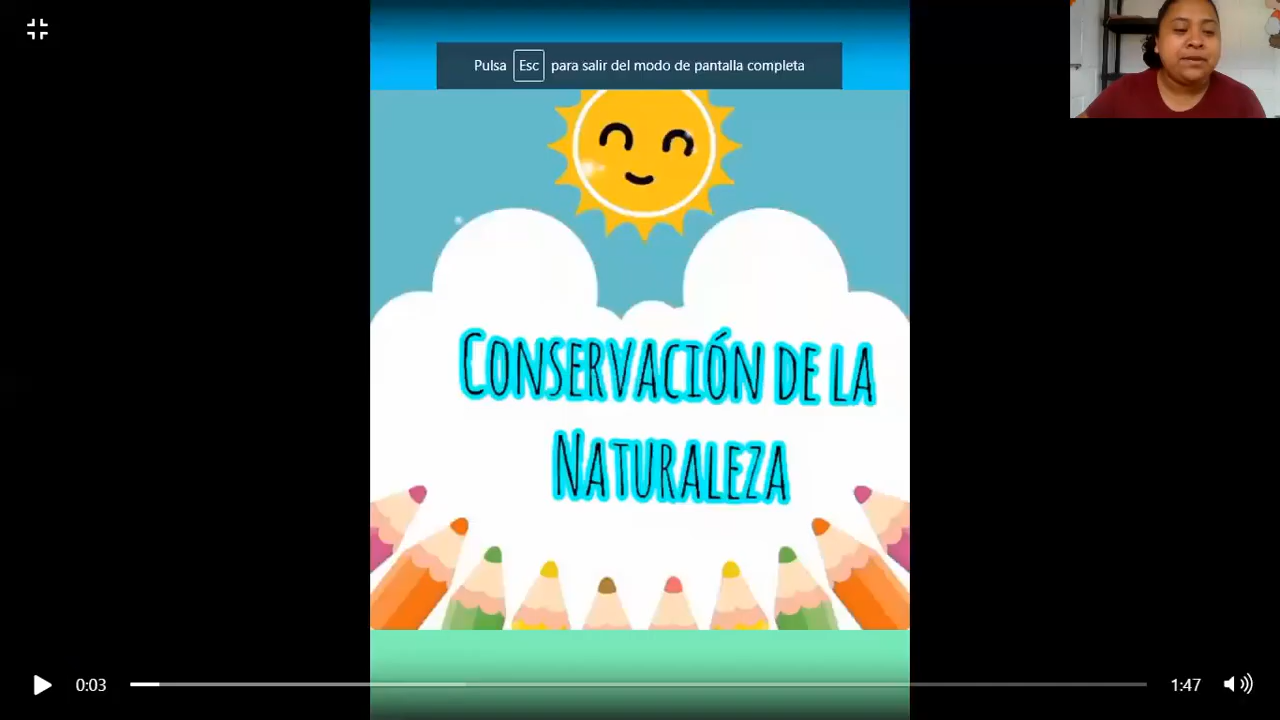 Pulsa Esc para salir del modo de pantalla completa
CONSERVACIÓN DE LA
NATURALEZA
0:03
1:47